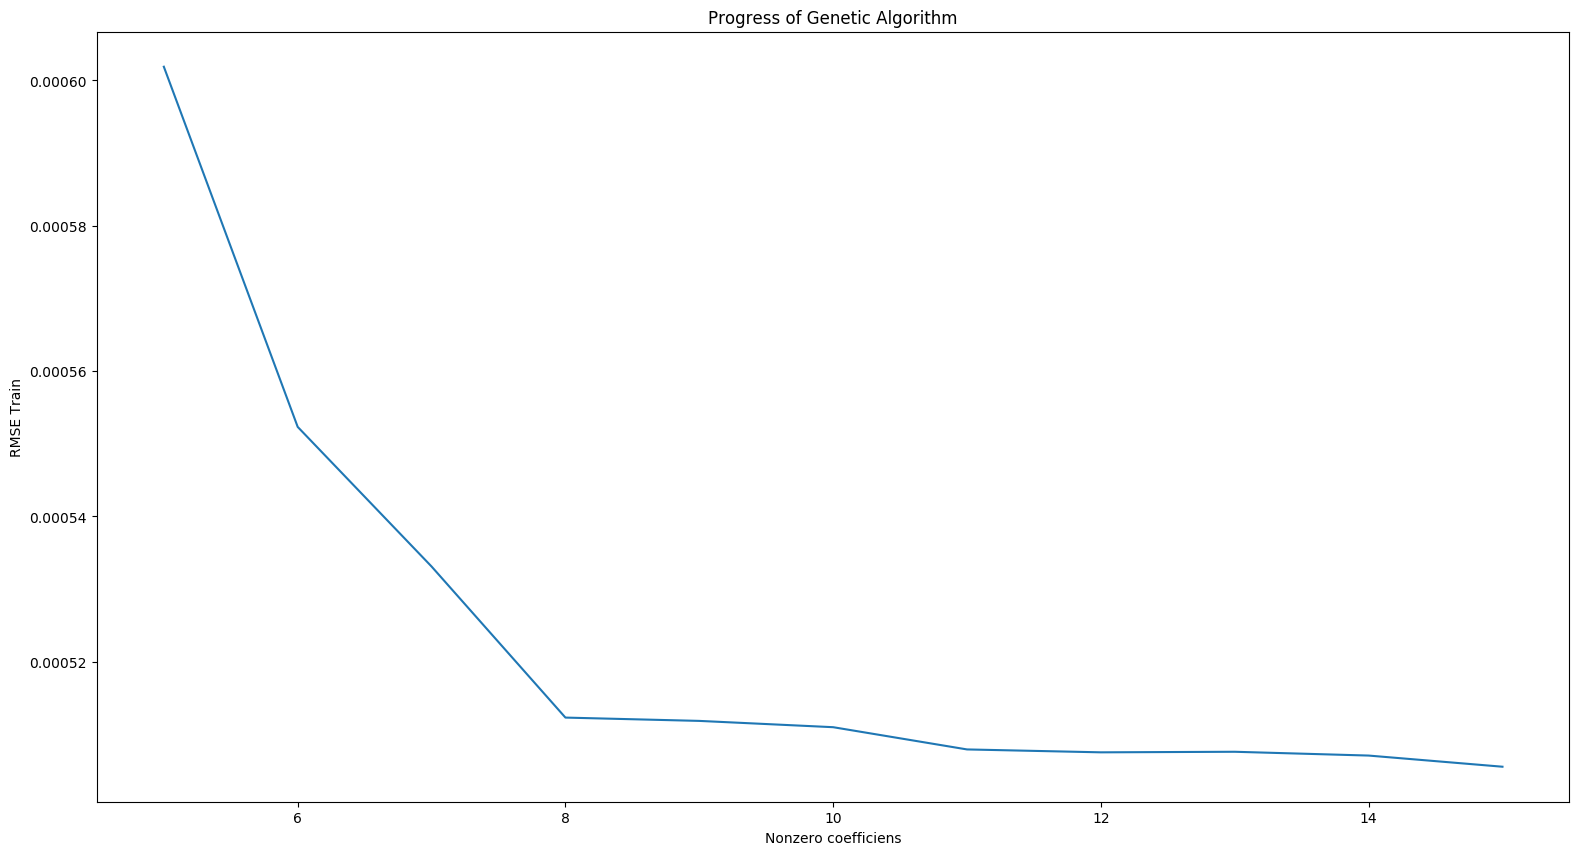 Progress of Genetic Algorithm
0.00060
0.00058
0.00056
0.00054
0.00052
RMSE Train
6 8 10 12 14
Nonzero coefficiens